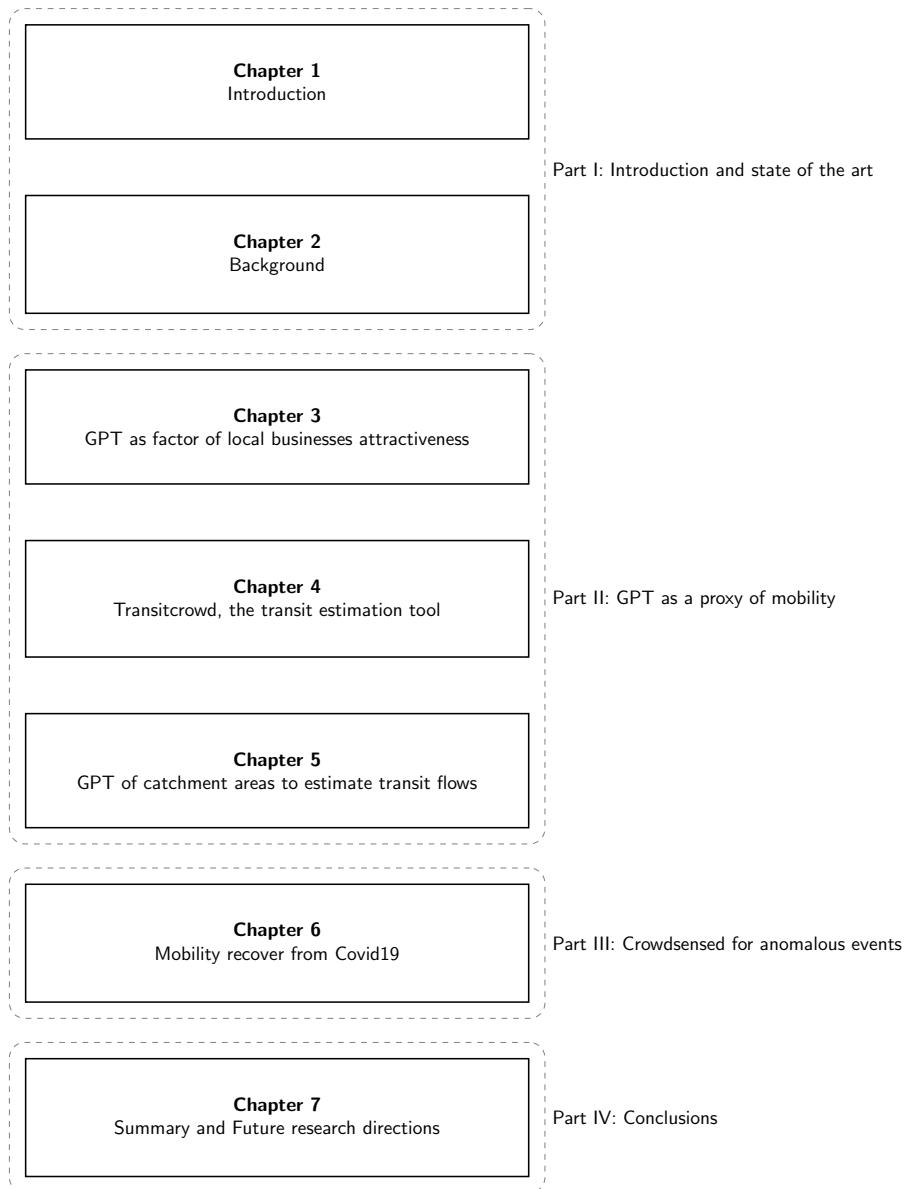 Chapter 1
Introduction
Part I: Introduction and state of the art
Chapter 2
Background
Chapter 3
GPT as factor of local businesses attractiveness
Chapter 4
Transitcrowd, the transit estimation tool
Part II: GPT as a proxy of mobility
Chapter 5
GPT of catchment areas to estimate transit flows
Chapter 6
Mobility recover from Covid19
Part III: Crowdsensed for anomalous events
Chapter 7
Summary and Future research directions
Part IV: Conclusions